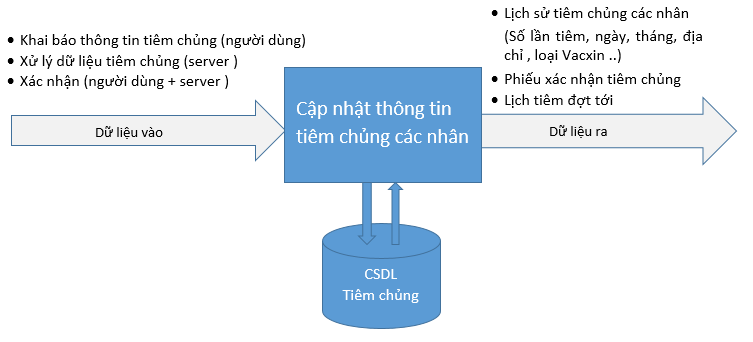 • Khai báo thông tin tiêm chủng (người dùng)
• Xử lý dữ liệu tiêm chủng (server )
• Xác nhận (người dùng + server )
Dữ liệu vào
Cập nhật thông tin
tiêm chủng các nhân
• Lịch sử tiêm chủng các nhân
(Số lần tiêm, ngày, tháng, địa
chỉ , loại Vacxin ..)
• Phiếu xác nhận tiêm chủng
• Lịch tiêm đợt tới
Dữ liệu ra
CSDL
Tiêm chủng